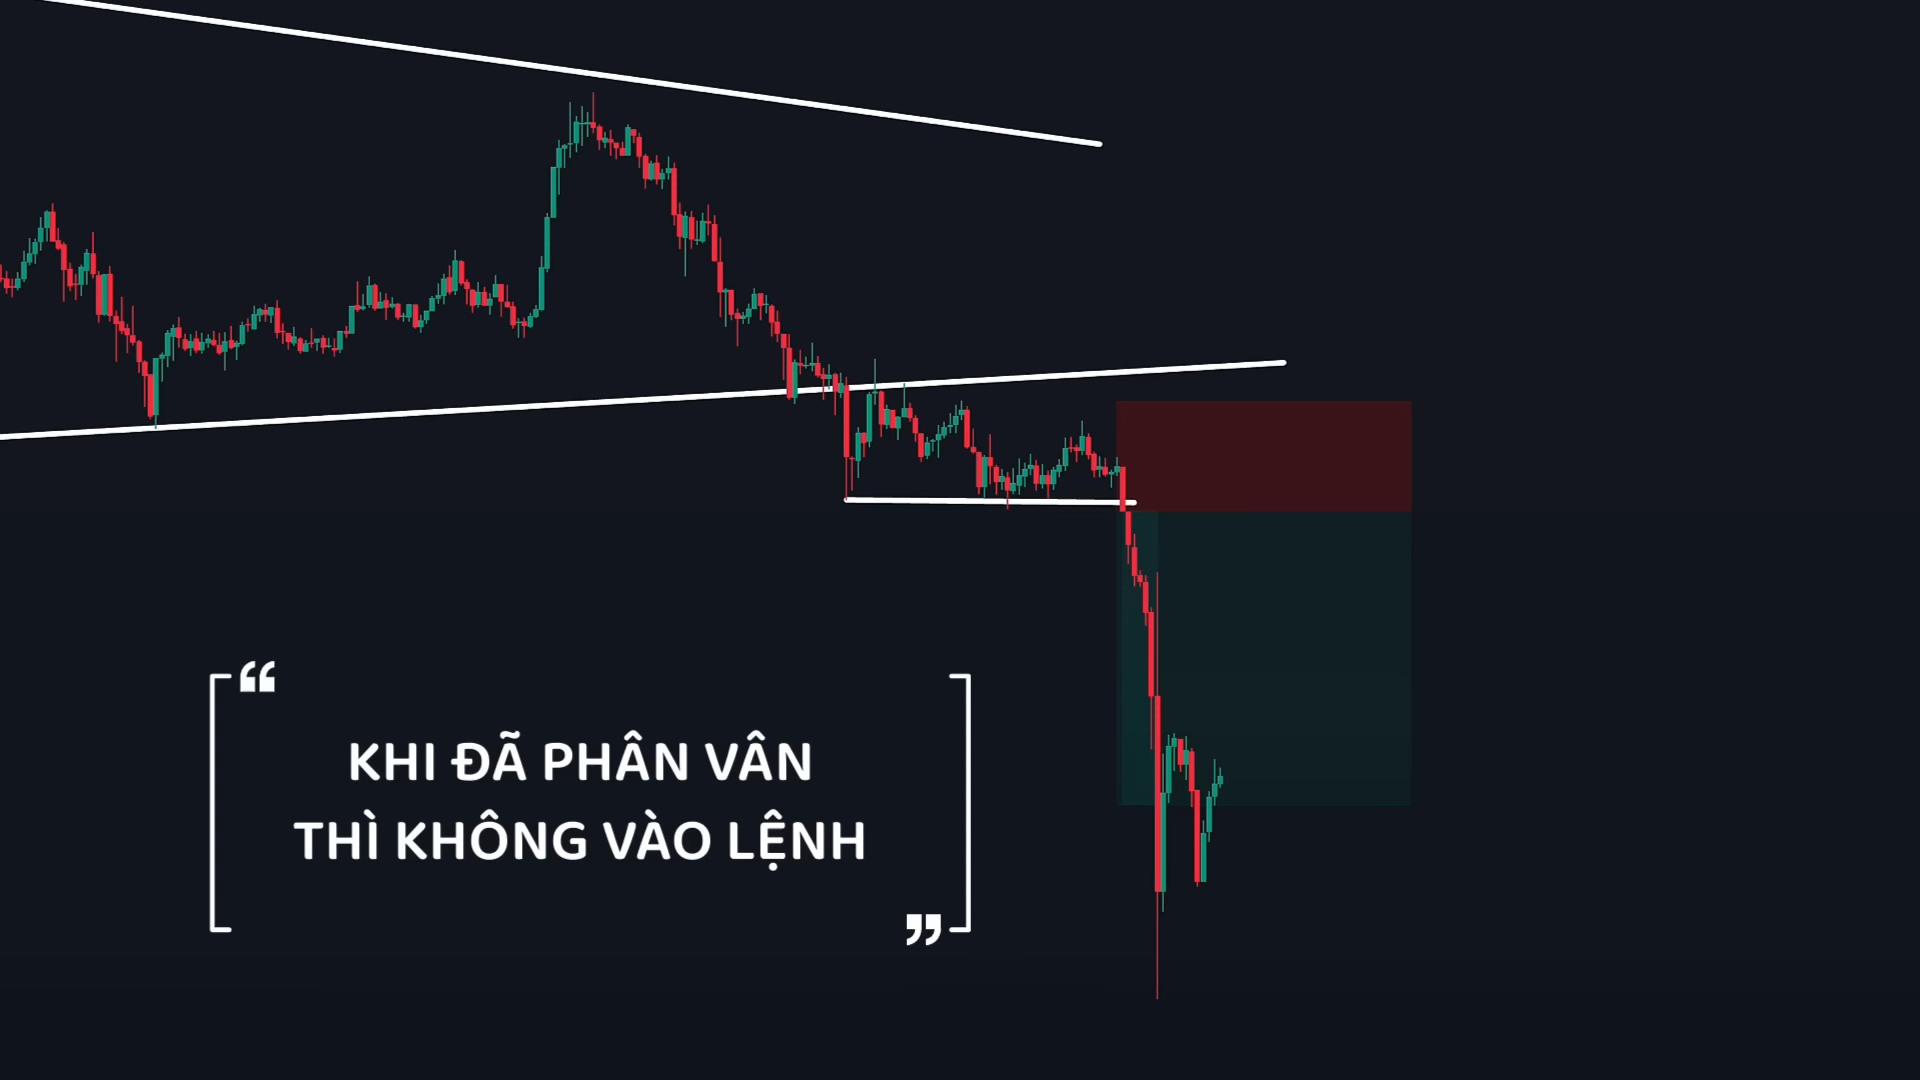 “
KHI ĐÃ PHÂN VÂN
THÌ KHÔNG VÀO LỆNH
”